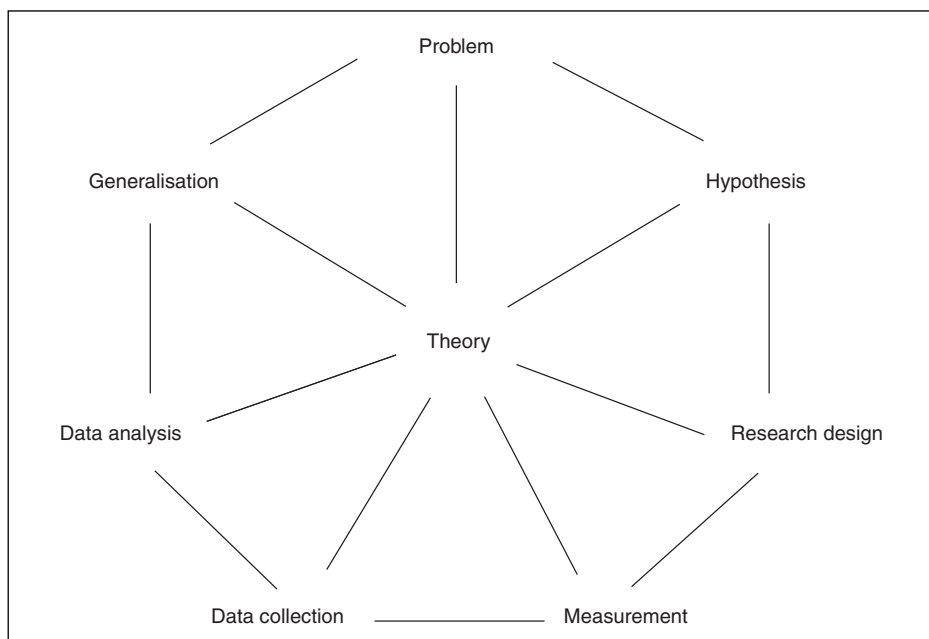 Problem
Generalisation
Hypothesis
Theory
Data analysis
Research design
Data collection
Measurement